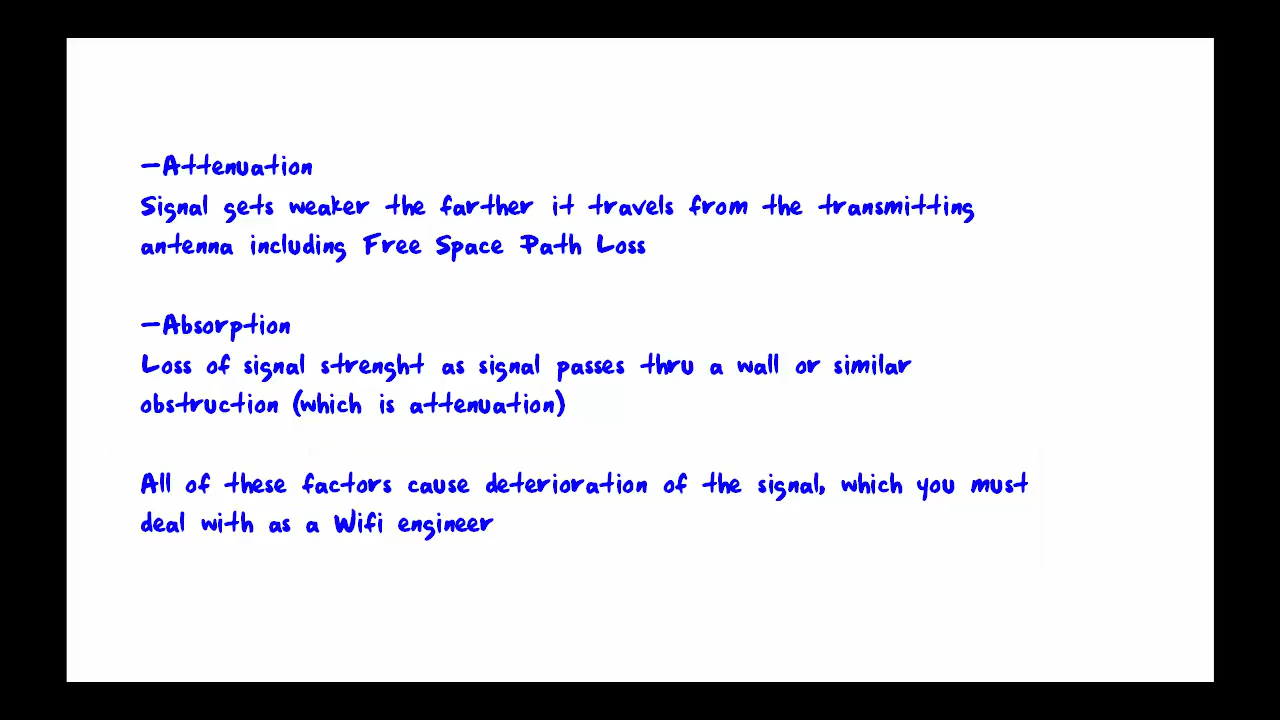 -Attenuation
Signal gets weaker the farther it travels from the transmitting
antenna including Free Space Path Loss
-Absorption
Loss of signal strenght as signal passes thru a wall or similar
obstruction (which is attenuation)
All of these factors cause deterioration of the signal, which you must
deal with as a Wifi engineer